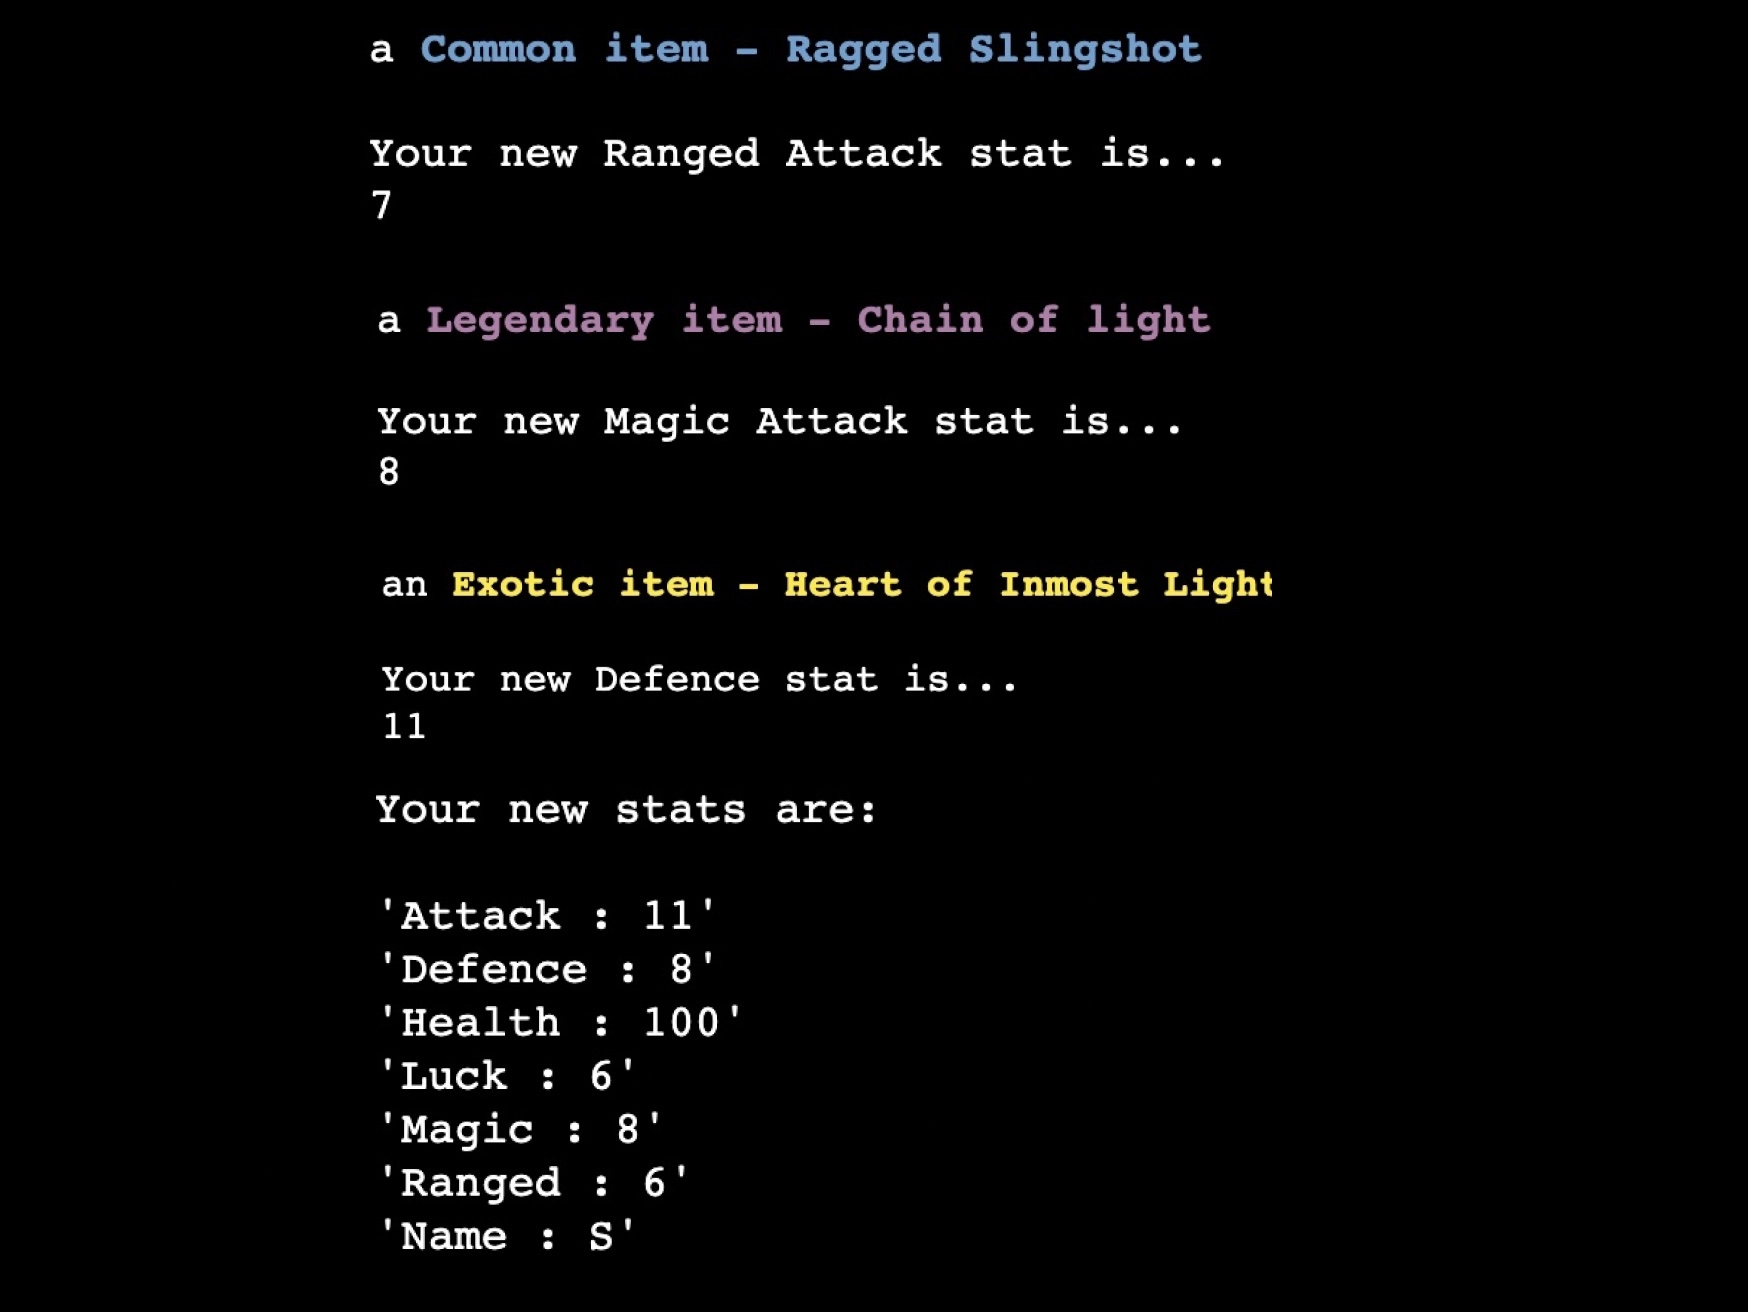 a Common item - Ragged Slingshot
Your new Ranged Attack stat is...
7
a Legendary item - Chain of light
Your new Magic Attack stat is...
8
an Exotic item - Heart of Inmost Light
Your new Defence stat is...
11
Your new stats are:
'Attack : 11'
'Defence : 8'
'Health : 100'
'Luck : 6'
'Magic : 8'
'Ranged : 6'
'Name : S'